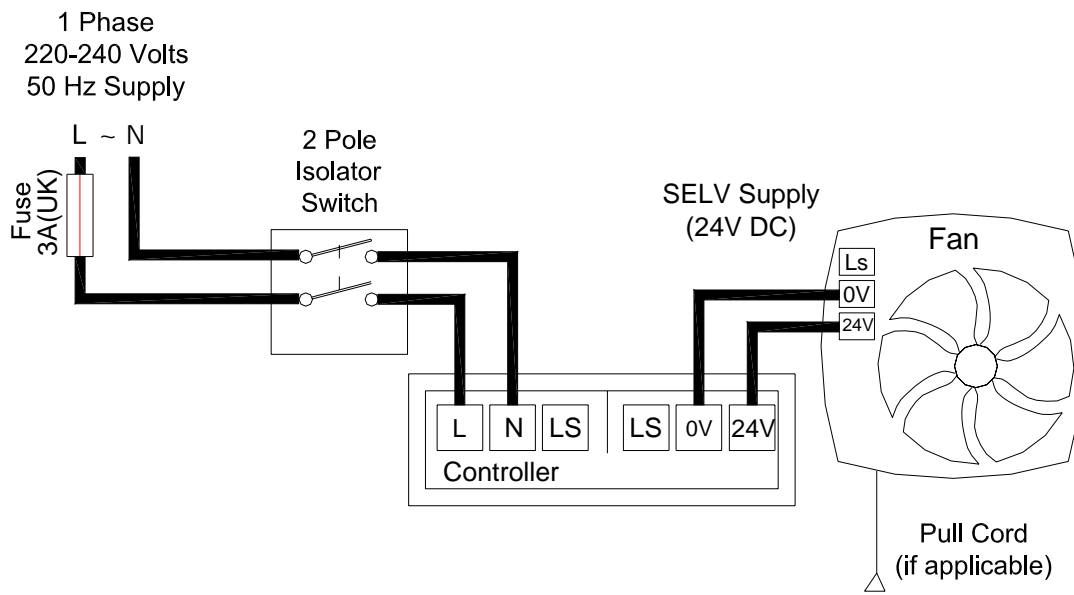 1 Phase
220-240 Volts
50 Hz Supply
L ~ N
Fuse
3A(UK)
2 Pole
Isolator
Switch
SELV Supply
(24V DC)
Fan
Ls
0V
24V
L N LS LS 0V 24V
Controller
Pull Cord
(if applicable)